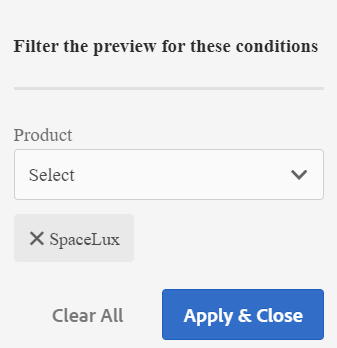 Filter the preview for these conditions
Product
Select
SpaceLux
Clear All
Apply & Close